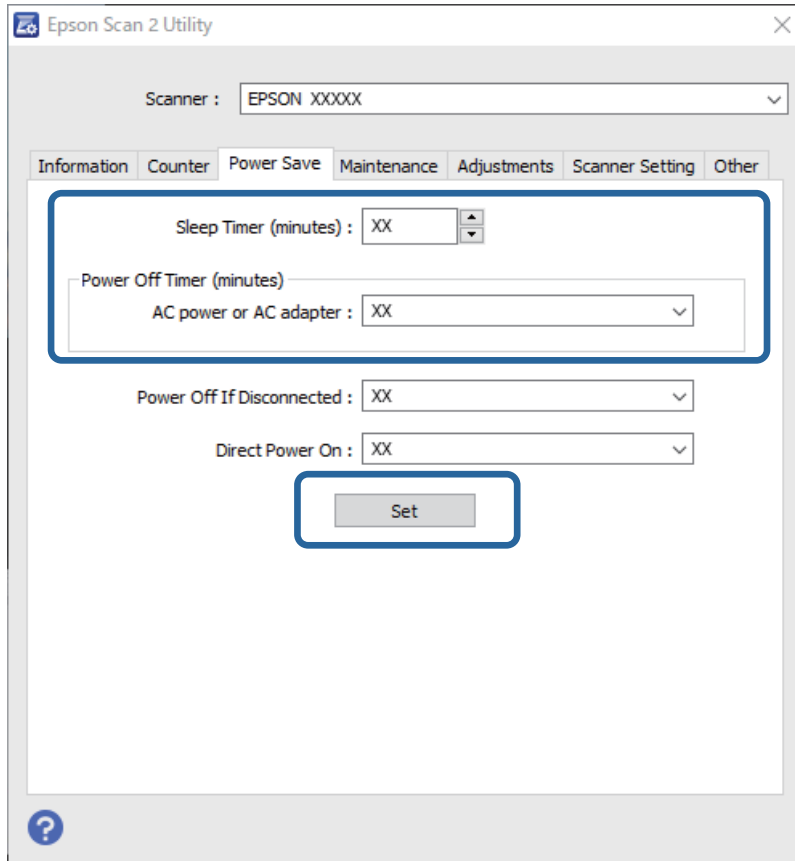 Epson Scan 2 Utility
Scanner : EPSON XXXXX
Information Counter Power Save Maintenance Adjustments Scanner Setting Other
Sleep Timer (minutes) : XX
Power Off Timer (minutes)
AC power or AC adapter : XX
Power Off If Disconnected : XX
Direct Power On : XX
Set
?